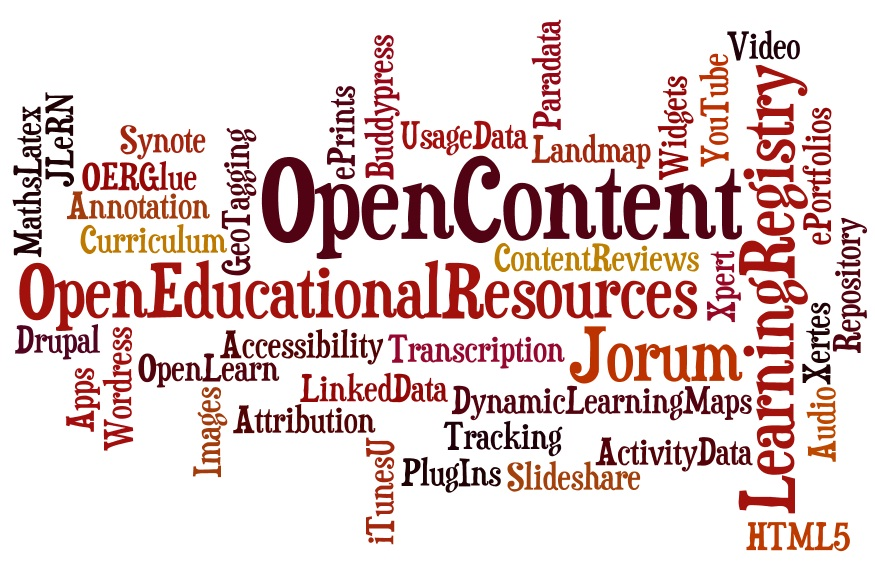 Video
Paradata
Buddypress
YouTube
Widgets
LearningRegistry
ePrints
UsageData
Landmap
JLeRN
MathsLatex
Synote
GeoTagging
OERGlue
OpenContent
ePortfolios
Annotation
Curriculum
ContentReviews
Repository
OpenEducationalResources
Xpert
Xertes
Drupal
Wordress
Accessibility
Transcription
Jorum
OpenLearn
Apps
LinkedData
DynamicLearningMaps
Images
Attribution
Audio
Tracking
iTunesU
ActivityData
PlugIns
Slideshare
HTML5